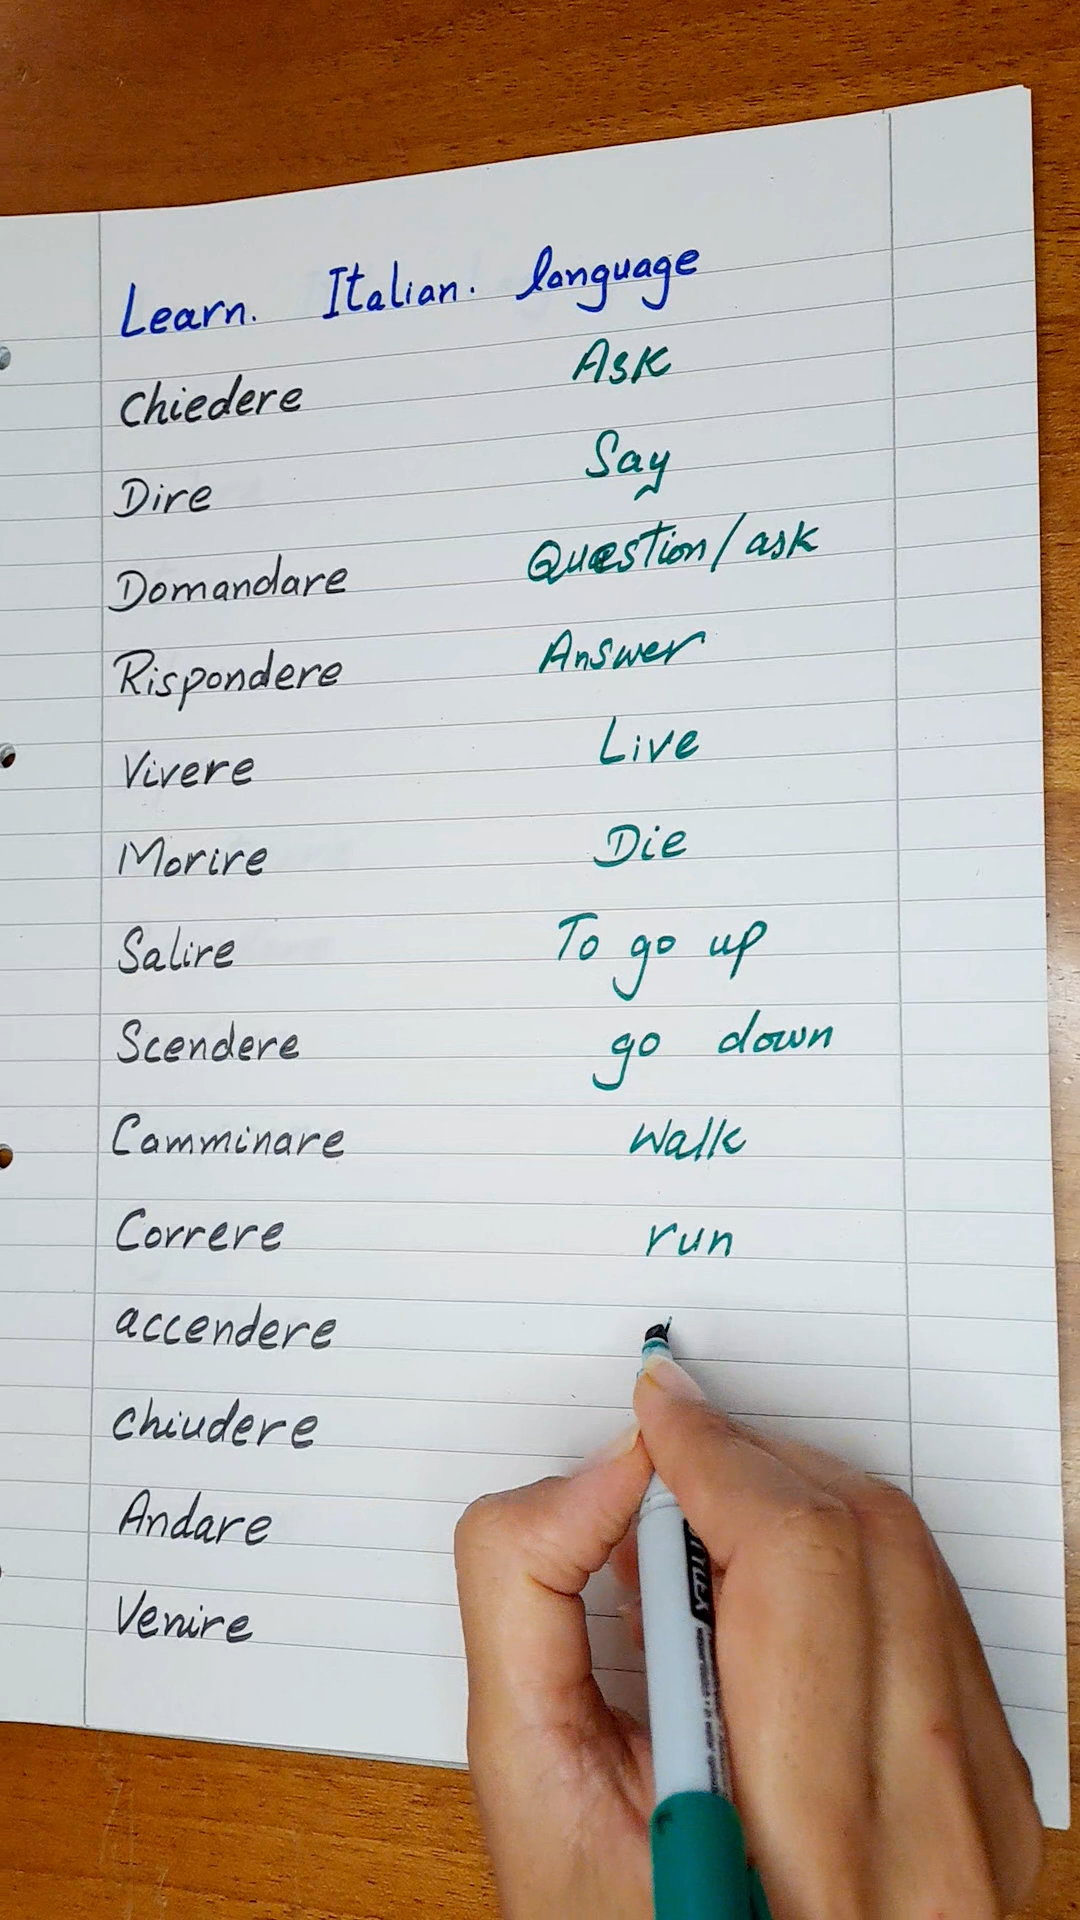 Learn. Italian. language
Chiedere Ask
Dire Say
Domandare Question/ask
Rispondere Answer
Vivere Live
Morire Die
Salire To go up
Scendere go down
Camminare walk
Correre run
accendere
chiudere
Andare
Venire